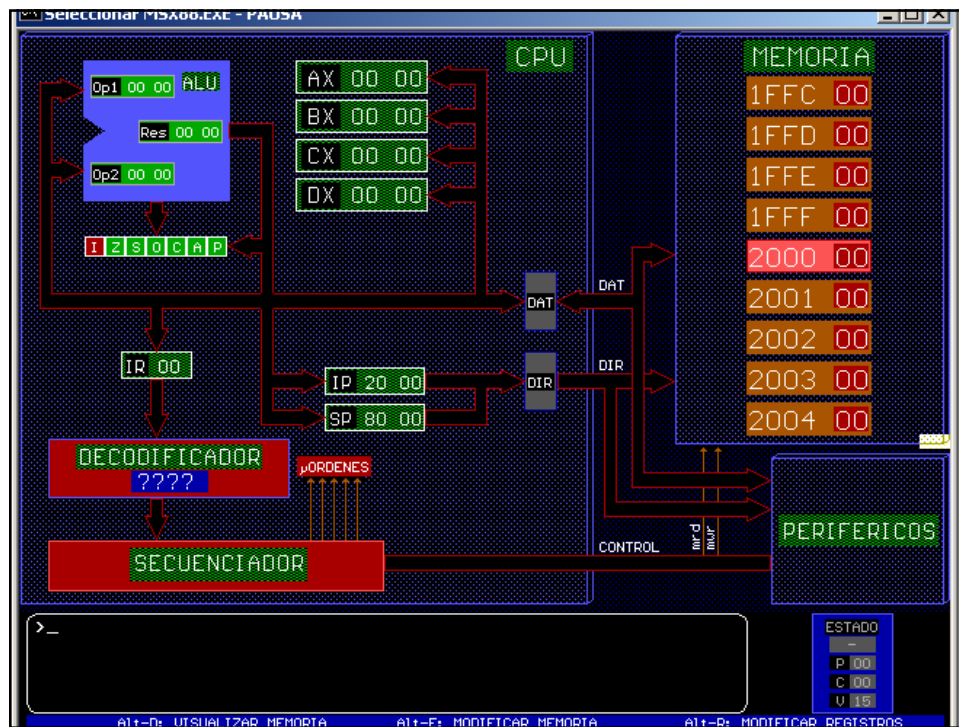 Seleccionar MSX88.EXE - PAUSA
CPU
MEMORIA
ALU
Op1 00 00
Res 00 00
Op2 00 00
I Z S O C A P
AX 00 00
BX 00 00
CX 00 00
DX 00 00
1FFC 00
1FFD 00
1FFE 00
1FFF 00
2000 00
2001 00
2002 00
2003 00
2004 00
DAT
DAT
DIR
DIR
IR 00
IP 20 00
SP 80 00
DECODIFICADOR
????
µORDENES
SECUENCIADOR
CONTROL
mrd
mwr
PERIFERICOS
>_
ESTADO
-
P 00
C 00
V 15
Alt-D: VISUALIZAR MEMORIA
Alt-E: MODIFICAR MEMORIA
Alt-R: MODIFICAR REGISTROS